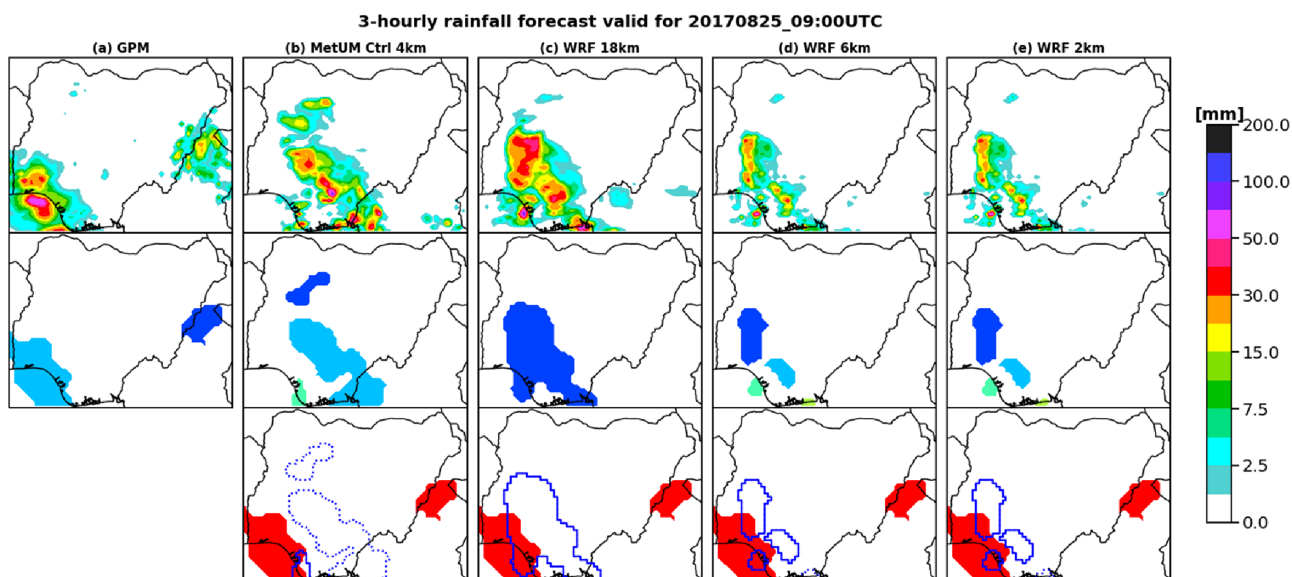 3-hourly rainfall forecast valid for 20170825_09:00UTC
(a) GPM
(b) MetUM Ctrl 4km
(c) WRF 18km
(d) WRF 6km
(e) WRF 2km
[mm]
200.0
100.0
50.0
30.0
15.0
7.5
2.5
0.0